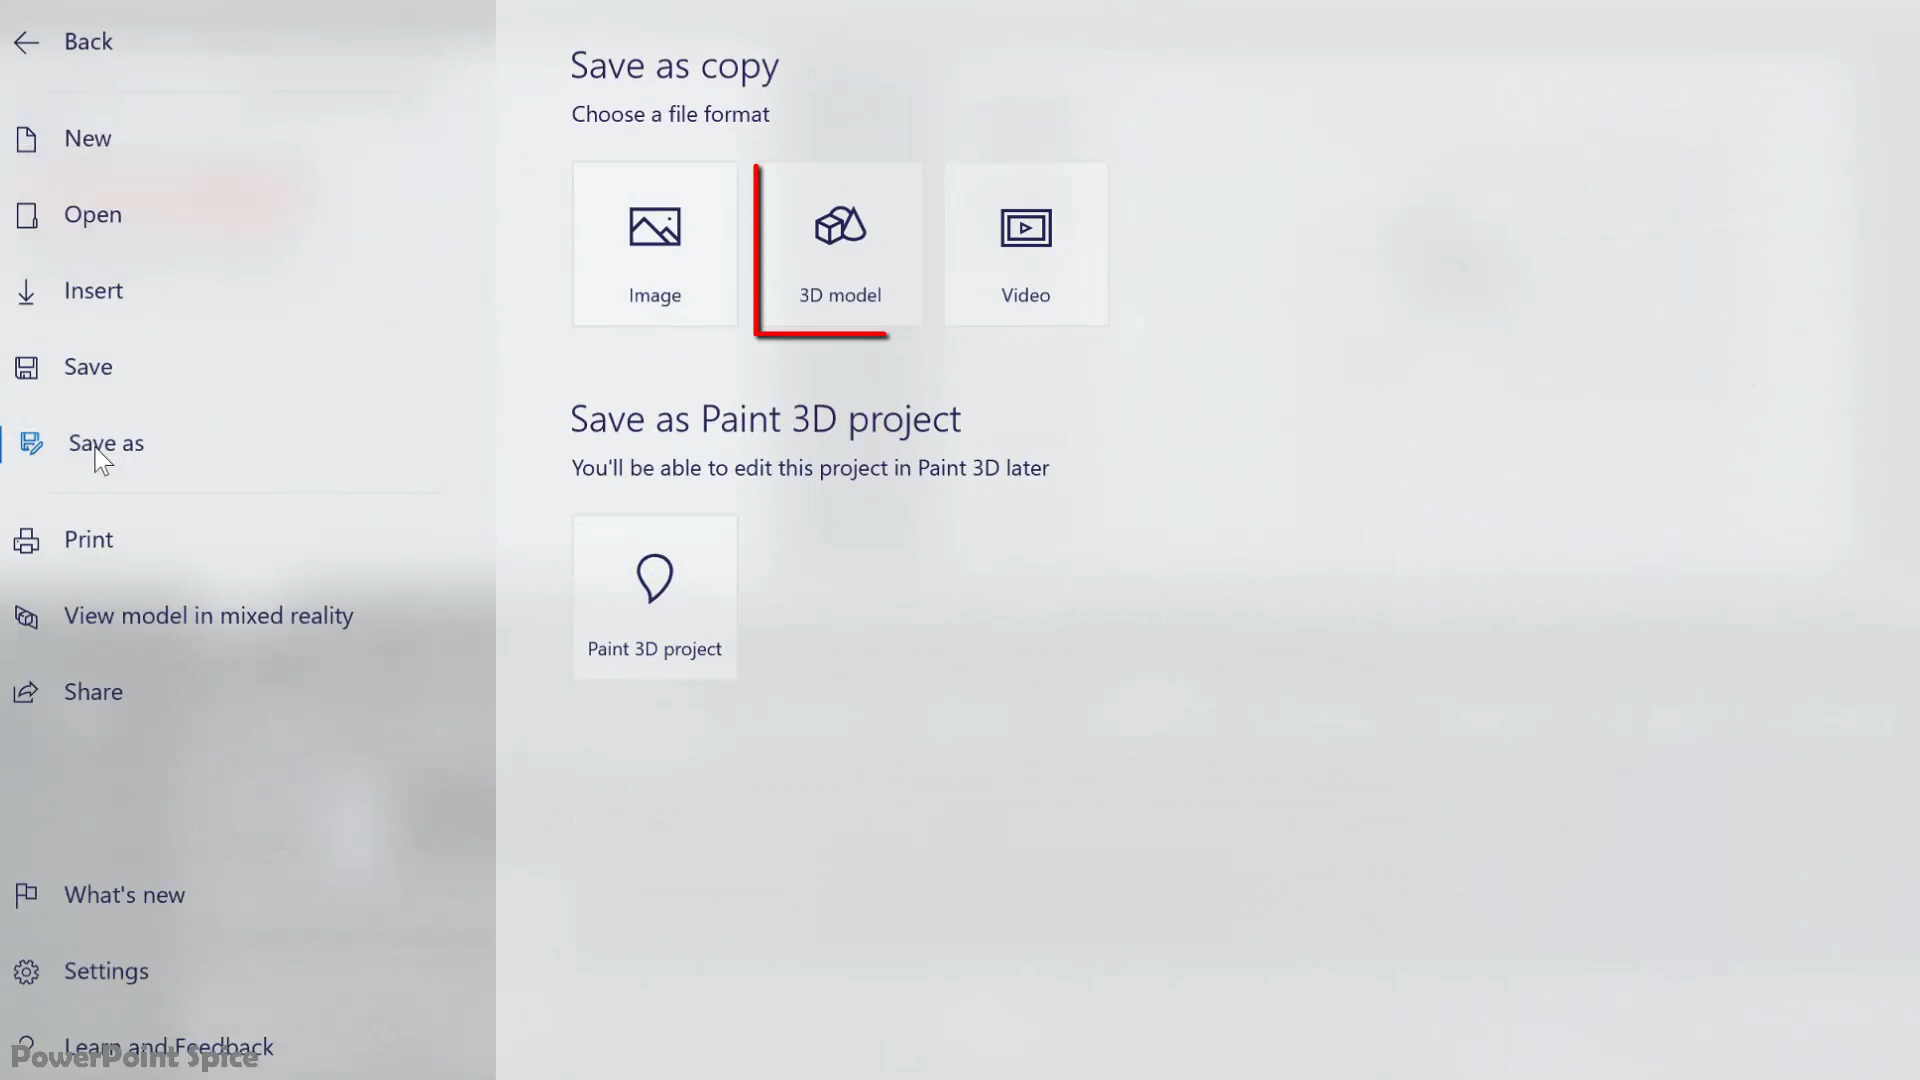 Back
New
Open
Insert
Save
Save as
Print
View model in mixed reality
Share
What's new
Settings
Learn and Feedback
PowerPoint Spice
Save as copy
Choose a file format
Image
3D model
Video
Save as Paint 3D project
You'll be able to edit this project in Paint 3D later
Paint 3D project